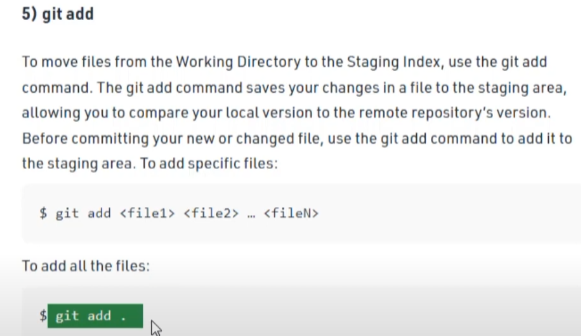 5) git add
To move files from the Working Directory to the Staging Index, use the git add
command. The git add command saves your changes in a file to the staging area,
allowing you to compare your local version to the remote repository's version.
Before committing your new or changed file, use the git add command to add it to
the staging area. To add specific files:
$ git add <file1> <file2> … <fileN>
To add all the files:
$ git add .